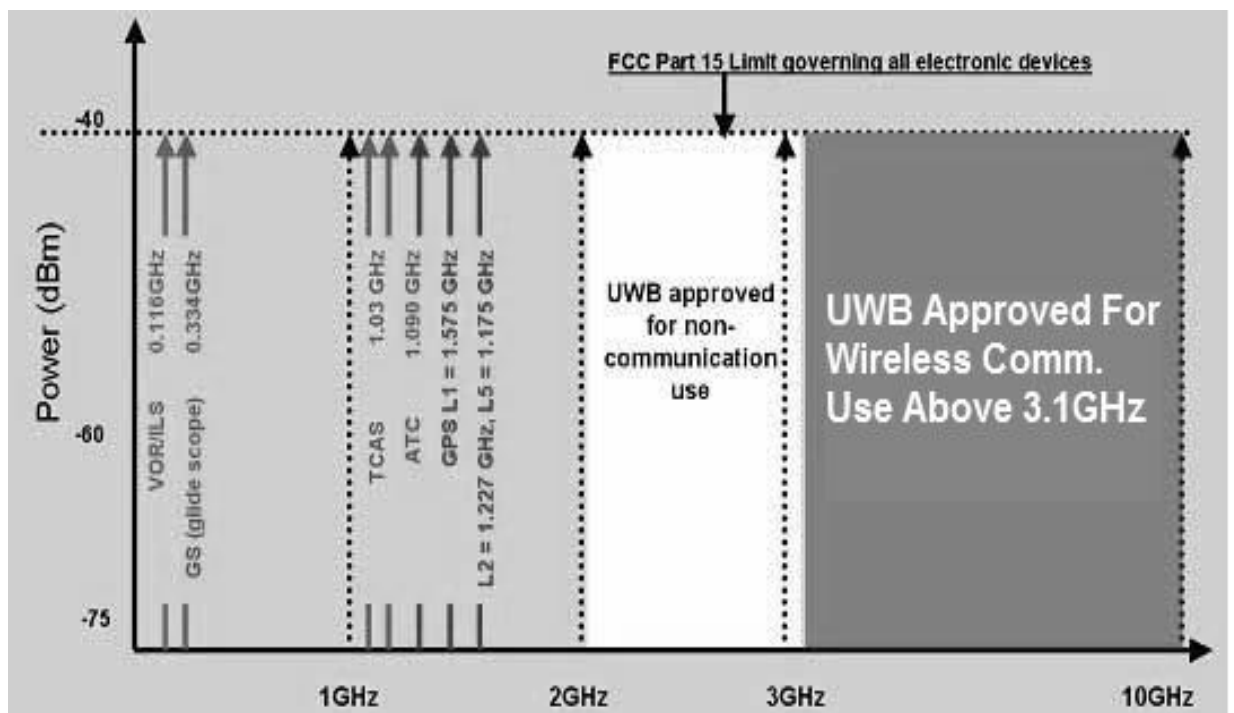 FCC Part 15 Limit governing all electronic devices
-40
Power (dBm)
-60
-75
VOR/ILS 0.116GHz
GS (glide scope) 0.334GHz
TCAS 1.03 GHz
ATC 1.090 GHz
GPS L1 = 1.575 GHz
L2 = 1.227 GHz, L5 = 1.175 GHz
UWB approved
for non-
communication
use
UWB Approved For
Wireless Comm.
Use Above 3.1GHz
1GHz
2GHz
3GHz
10GHz